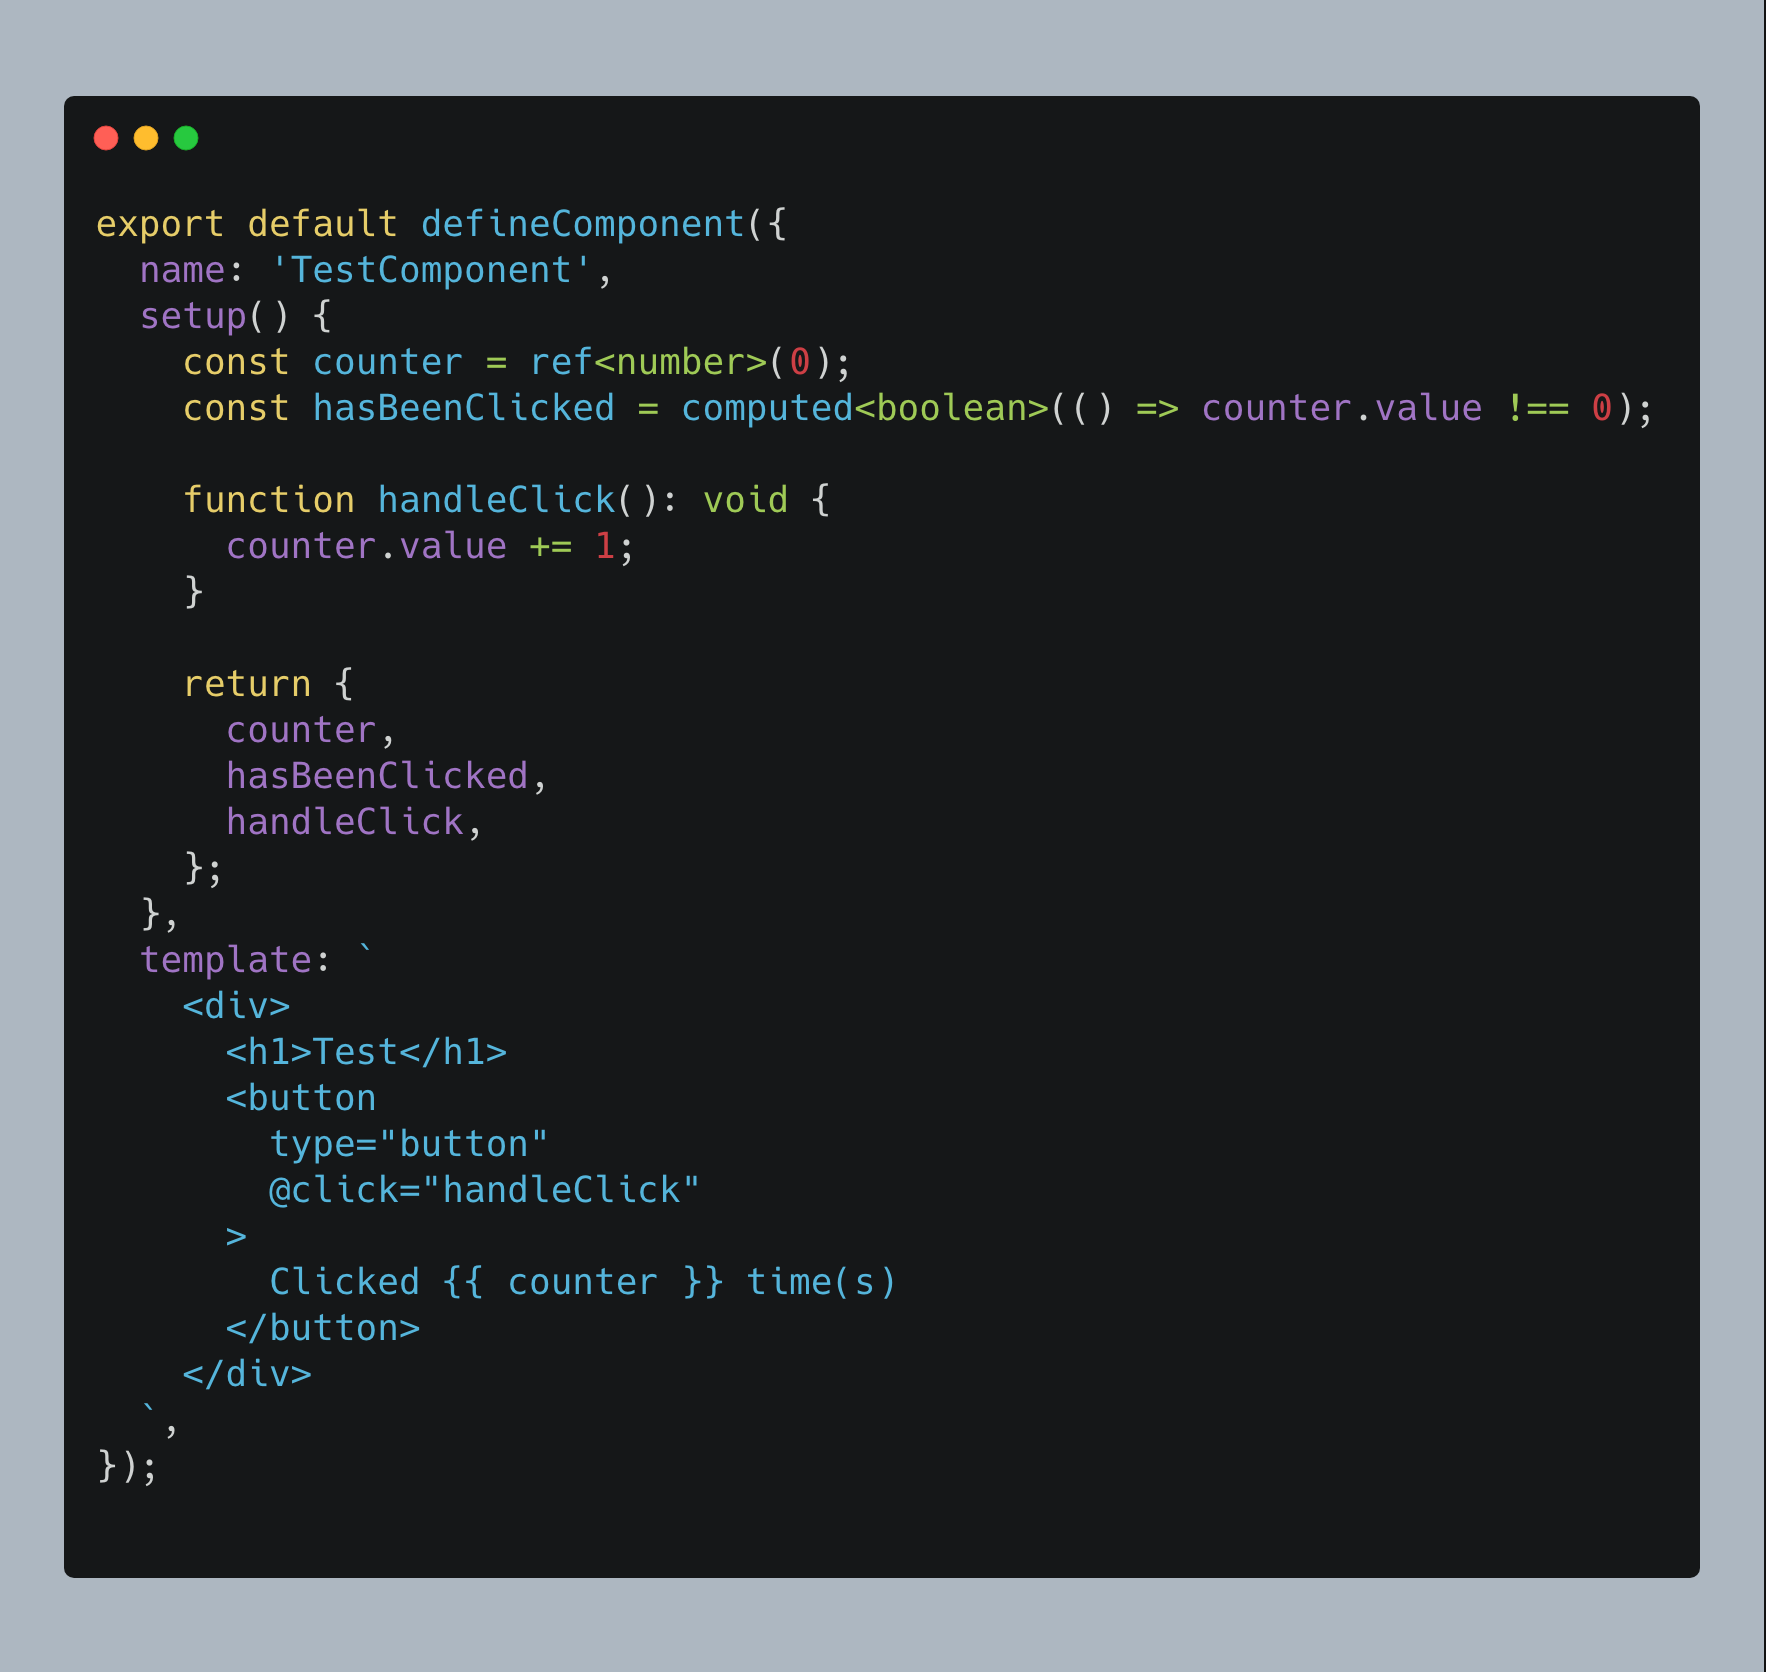 export default defineComponent({
  name: 'TestComponent',
  setup() {
    const counter = ref<number>(0);
    const hasBeenClicked = computed<boolean>(() => counter.value !== 0);

    function handleClick(): void {
      counter.value += 1;
    }

    return {
      counter,
      hasBeenClicked,
      handleClick,
    };
  },
  template: `
    <div>
      <h1>Test</h1>
      <button
        type="button"
        @click="handleClick"
      >
        Clicked {{ counter }} time(s)
      </button>
    </div>
  `,
});